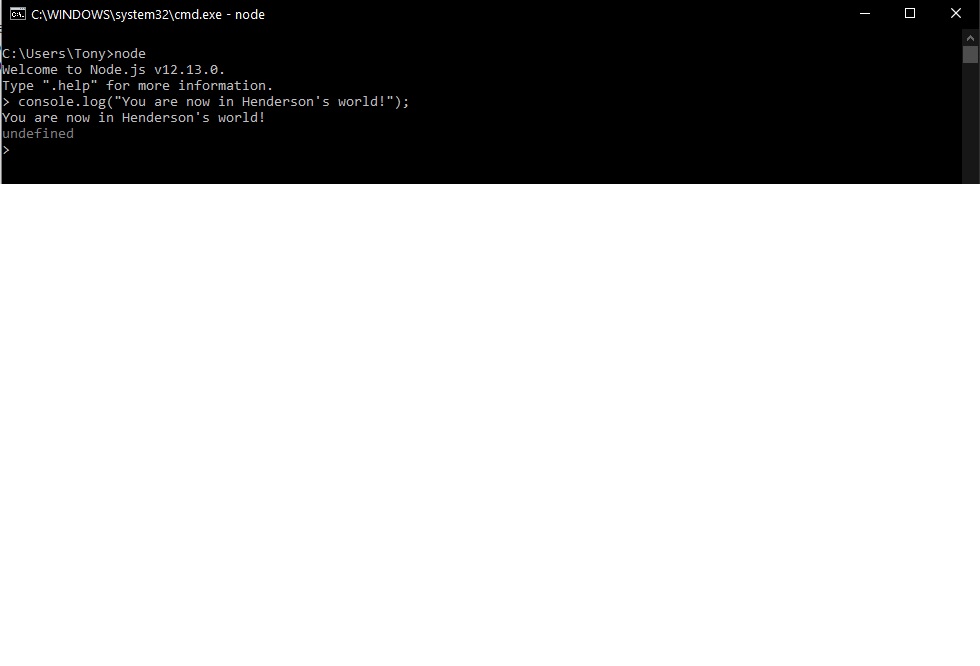 C:\WINDOWS\system32\cmd.exe - node
C:\Users\Tony>node
Welcome to Node.js v12.13.0.
Type ".help" for more information.
> console.log("You are now in Henderson's world!");
You are now in Henderson's world!
undefined
>